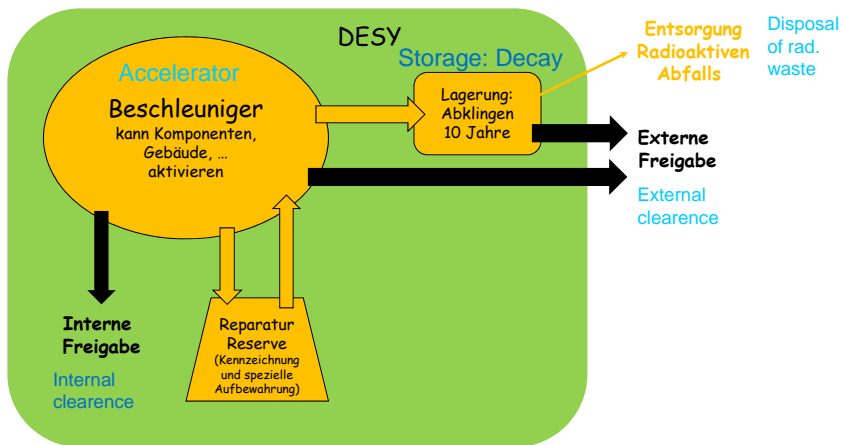 DESY
Accelerator
Beschleuniger
kann Komponenten,
Gebäude, …
aktivieren
Storage: Decay
Lagerung:
Abklingen
10 Jahre
Entsorgung
Radioaktiven
Abfalls
Disposal
of rad.
waste
Externe
Freigabe
External
clearence
Interne
Freigabe
Internal
clearence
Reparatur
Reserve
(Kennzeichnung
und spezielle
Aufbewahrung)